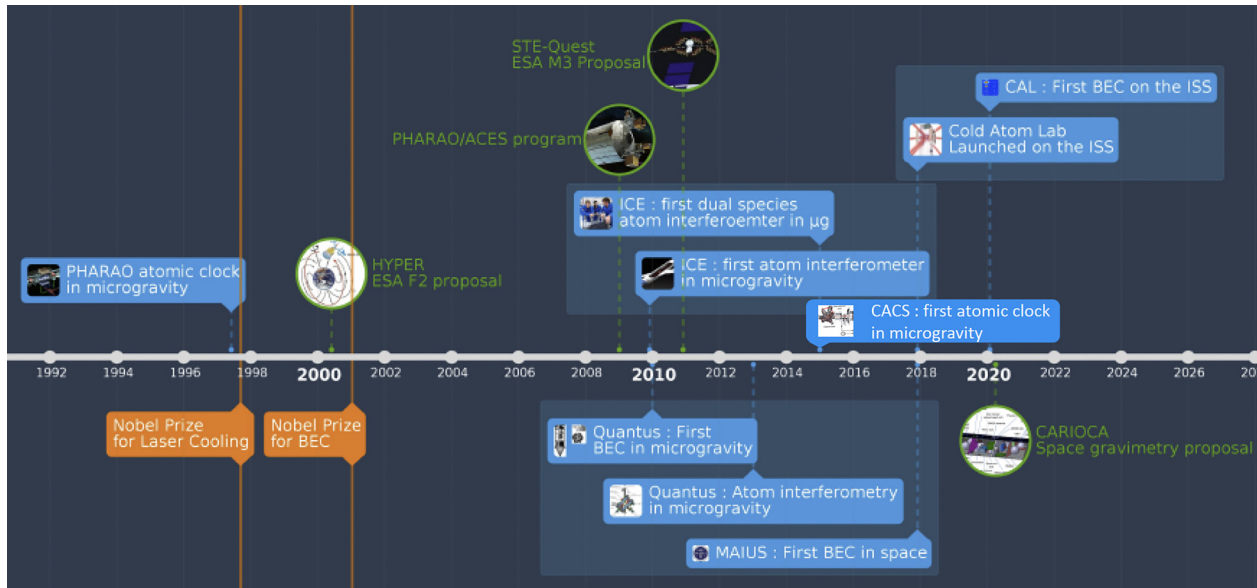 STE-Quest
ESA M3 Proposal
CAL : First BEC on the ISS
PHARAO/ACES program
Cold Atom Lab
Launched on the ISS
ICE : first dual species
atom interferoemter in µg
PHARAO atomic clock
in microgravity
HYPER
ESA F2 proposal
ICE : first atom interferometer
in microgravity
CACS : first atomic clock
in microgravity
1992 1994 1996 1998 2000 2002 2004 2006 2008 2010 2012 2014 2016 2018 2020 2022 2024 2026
Nobel Prize
for Laser Cooling
Nobel Prize
for BEC
Quantus : First
BEC in microgravity
CARIOCA
Space gravimetry proposal
Quantus : Atom interferometry
in microgravity
MAIUS : First BEC in space